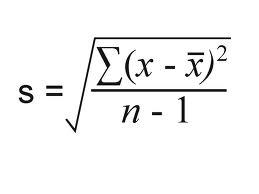 s = √(∑(x - x̅)² / (n - 1))